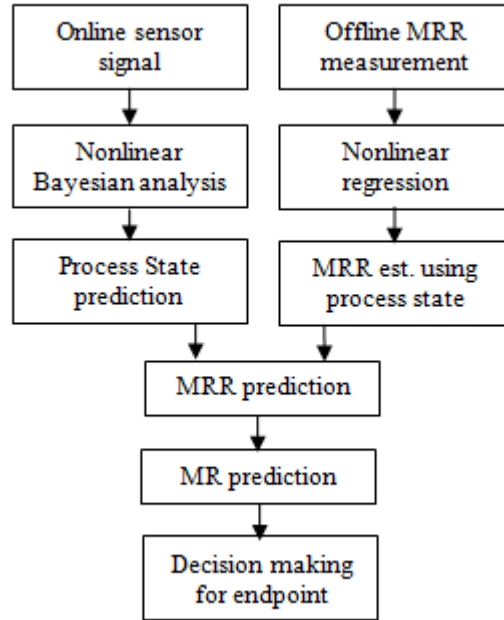 Online sensor
signal
Offline MRR
measurement
Nonlinear
Bayesian analysis
Nonlinear
regression
Process State
prediction
MRR est. using
process state
MRR prediction
MR prediction
Decision making
for endpoint